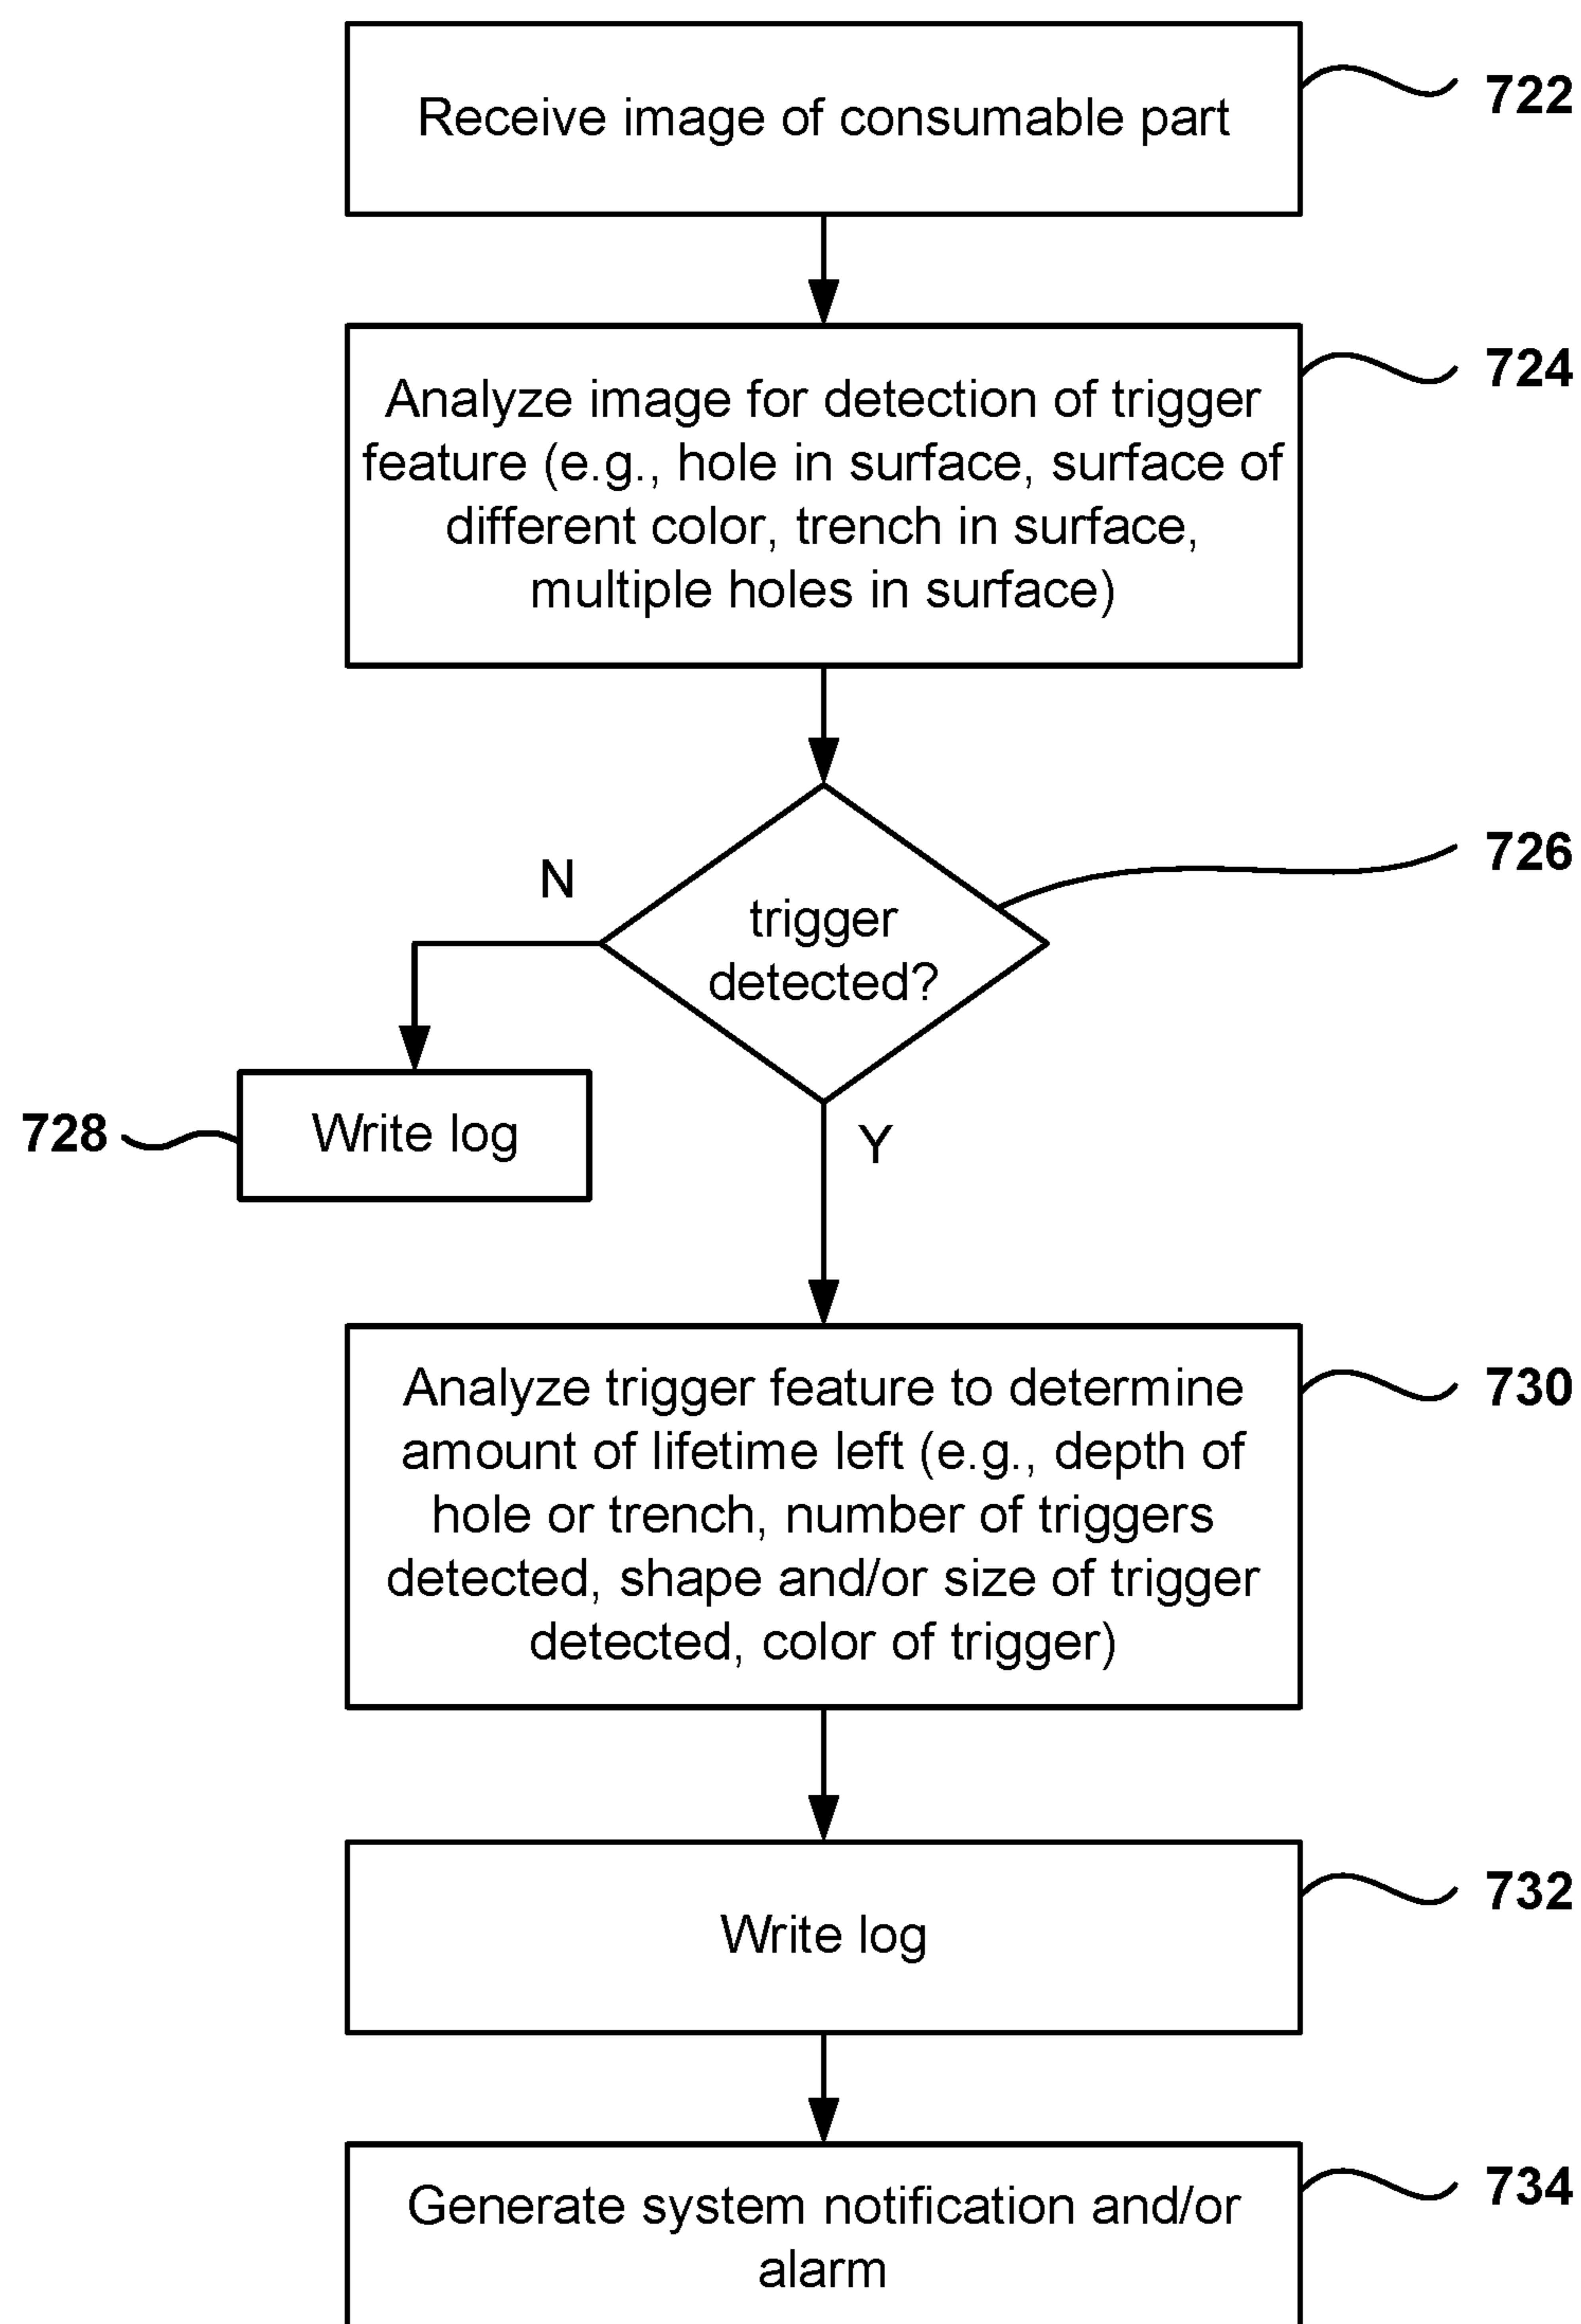 Receive image of consumable part
722
Analyze image for detection of trigger
feature (e.g., hole in surface, surface of
different color, trench in surface,
multiple holes in surface)
724
trigger
detected?
726
N
Y
728
Write log
Analyze trigger feature to determine
amount of lifetime left (e.g., depth of
hole or trench, number of triggers
detected, shape and/or size of trigger
detected, color of trigger)
730
Write log
732
Generate system notification and/or
alarm
734